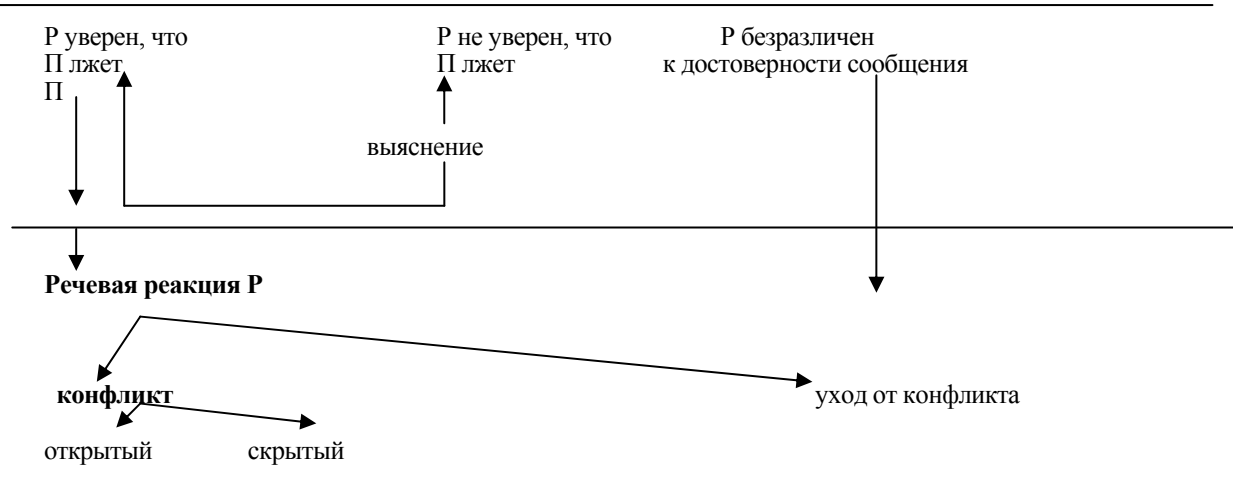 Р уверен, что
П лжет
П
Р не уверен, что
П лжет
Р безразличен
к достоверности сообщения
выяснение
Речевая реакция Р
конфликт
уход от конфликта
открытый
скрытый